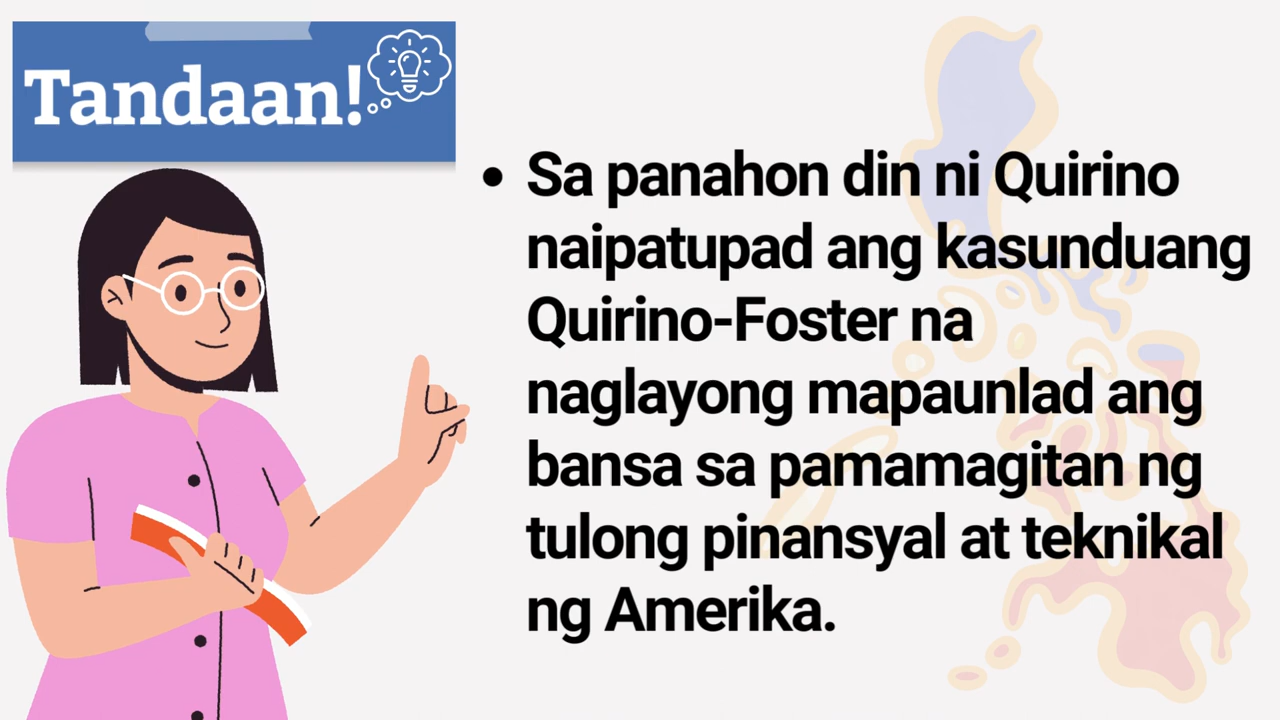 Tandaan!
• Sa panahon din ni Quirino
naipatupad ang kasunduang
Quirino-Foster na
naglayong mapaunlad ang
bansa sa pamamagitan ng
tulong pinansyal at teknikal
ng Amerika.